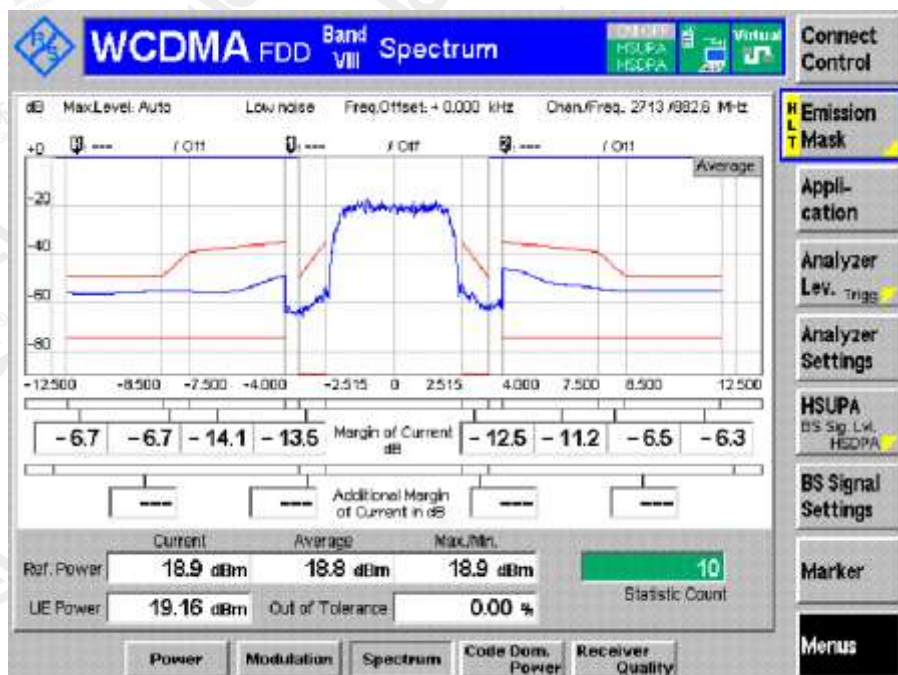 R&S
WCDMA FDD Band VIII Spectrum
HSUPA
HSDPA
Virtual
Connect Control
dB Max.Level: Auto Low noise Freq.Offset: + 0.000 kHz Chan./Freq. 2713 /882.6 MHz
HLT Emission Mask
+0 --- / Off 1: --- / Off 2: --- / Off
Average
-20
-40
-60
-80
Appli-cation
Analyzer Lev. Trigg
Analyzer Settings
-12.500 -8.500 -7.500 -4.000 -2.515 0 2.515 4.000 7.500 8.500 12.500
HSUPA
BS Sig. Lvl.
HSDPA
- 6.7 - 6.7 - 14.1 - 13.5 Margin of Current dB - 12.5 - 11.2 - 6.5 - 6.3
--- --- Additional Margin of Current in dB --- ---
BS Signal Settings
Current Average Max./Min.
Ref. Power 18.9 dBm 18.8 dBm 18.9 dBm 10
Statistic Count
UE Power 19.16 dBm Out of Tolerance 0.00 %
Marker
Power Modulation Spectrum Code Dom. Power Receiver Quality
Menus